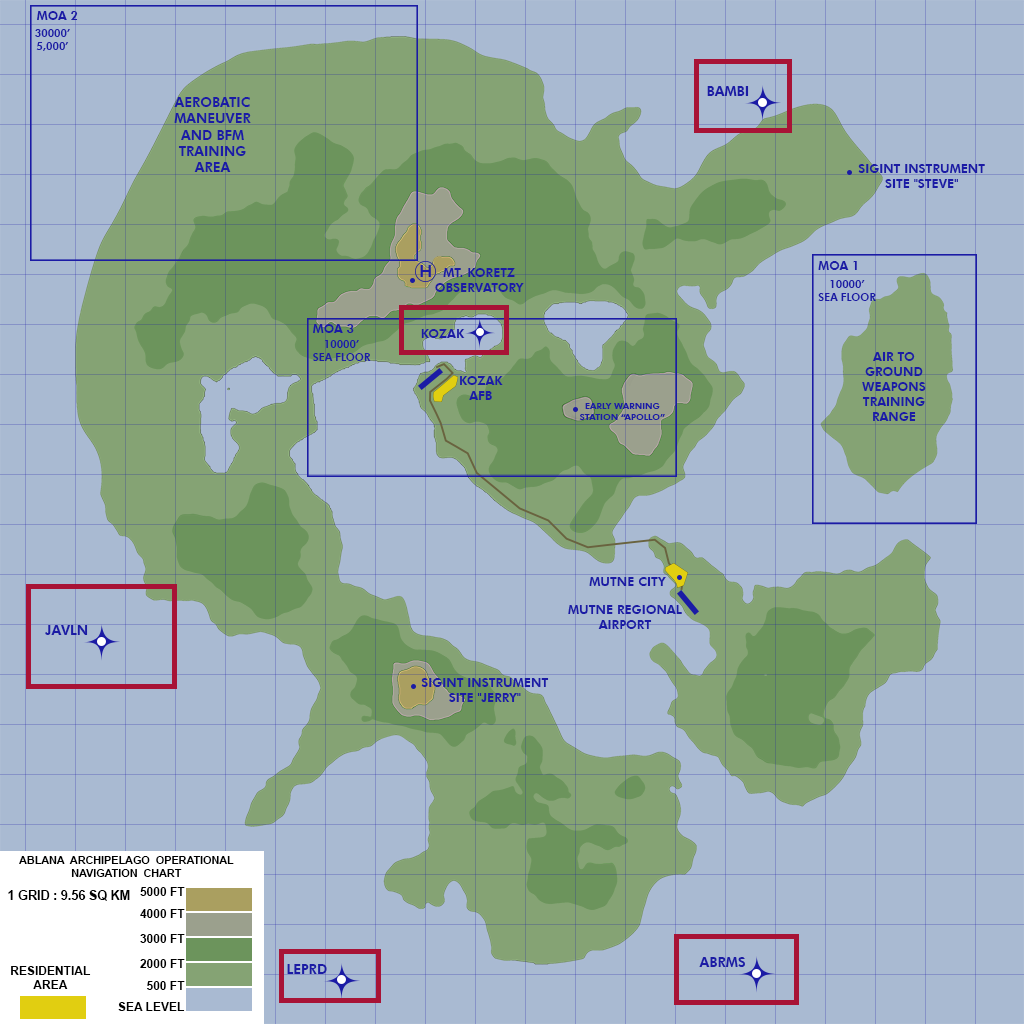 MOA 2
30000’
5,000’
AEROBATIC
MANEUVER
AND BFM
TRAINING
AREA
BAMBI
SIGINT INSTRUMENT
SITE "STEVE"
MOA 1
10000’
SEA FLOOR
H
MT. KORETZ
OBSERVATORY
MOA 3
10000’
SEA FLOOR
KOZAK
KOZAK
AFB
EARLY WARNING
STATION “APOLLO”
AIR TO
GROUND
WEAPONS
TRAINING
RANGE
MUTNE CITY
MUTNE REGIONAL
AIRPORT
JAVLN
SIGINT INSTRUMENT
SITE "JERRY"
LEPRD
ABRMS
ABLANA ARCHIPELAGO OPERATIONAL
NAVIGATION CHART
1 GRID : 9.56 SQ KM
5000 FT
4000 FT
3000 FT
2000 FT
500 FT
SEA LEVEL
RESIDENTIAL
AREA